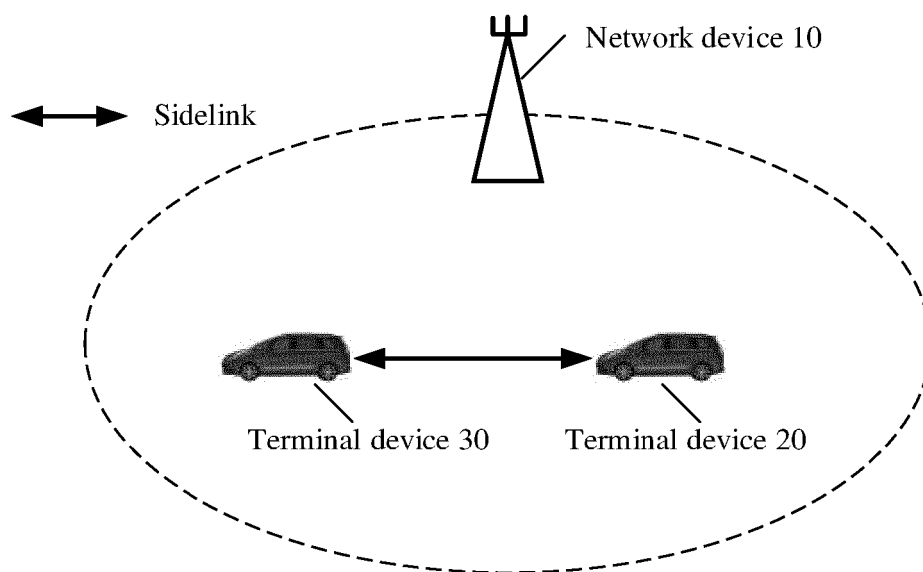 Network device 10
Sidelink
Terminal device 30
Terminal device 20